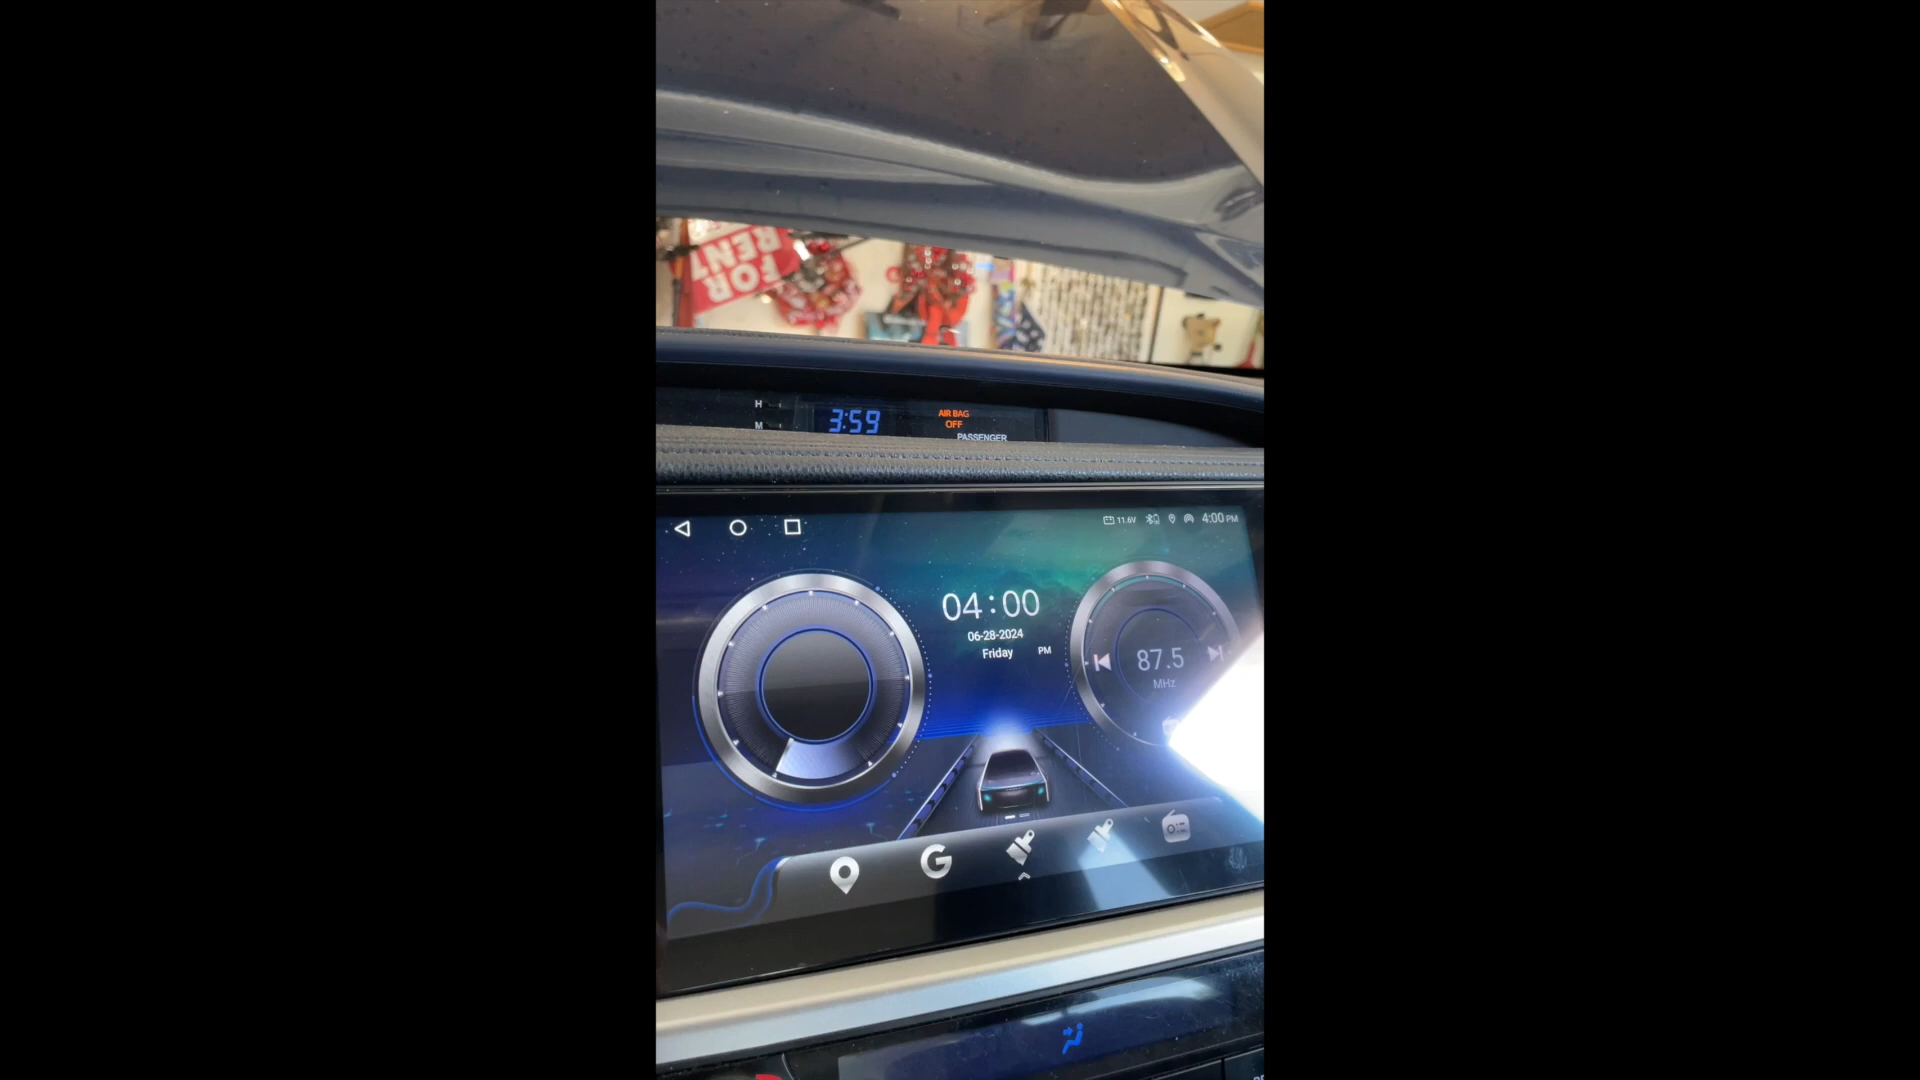 FOR
RENT
H
M
3:59
AIR BAG
OFF
PASSENGER
11.6V
4:00 PM
04:00
06-28-2024
Friday
PM
87.5
MHz
G